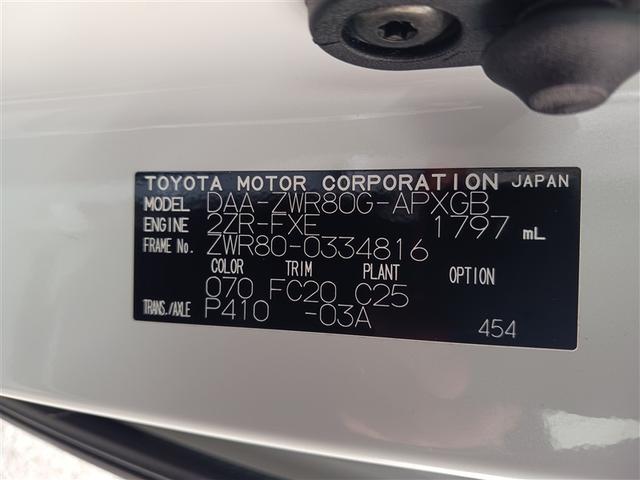 TOYOTA MOTOR CORPORATION JAPAN
MODEL DAA-ZWR80G-APXGB
ENGINE 2ZR-FXE 1797 mL
FRAME No. ZWR80-0334816
COLOR TRIM PLANT OPTION
070 FC20 C25
TRANS./AXLE P410 -03A
454